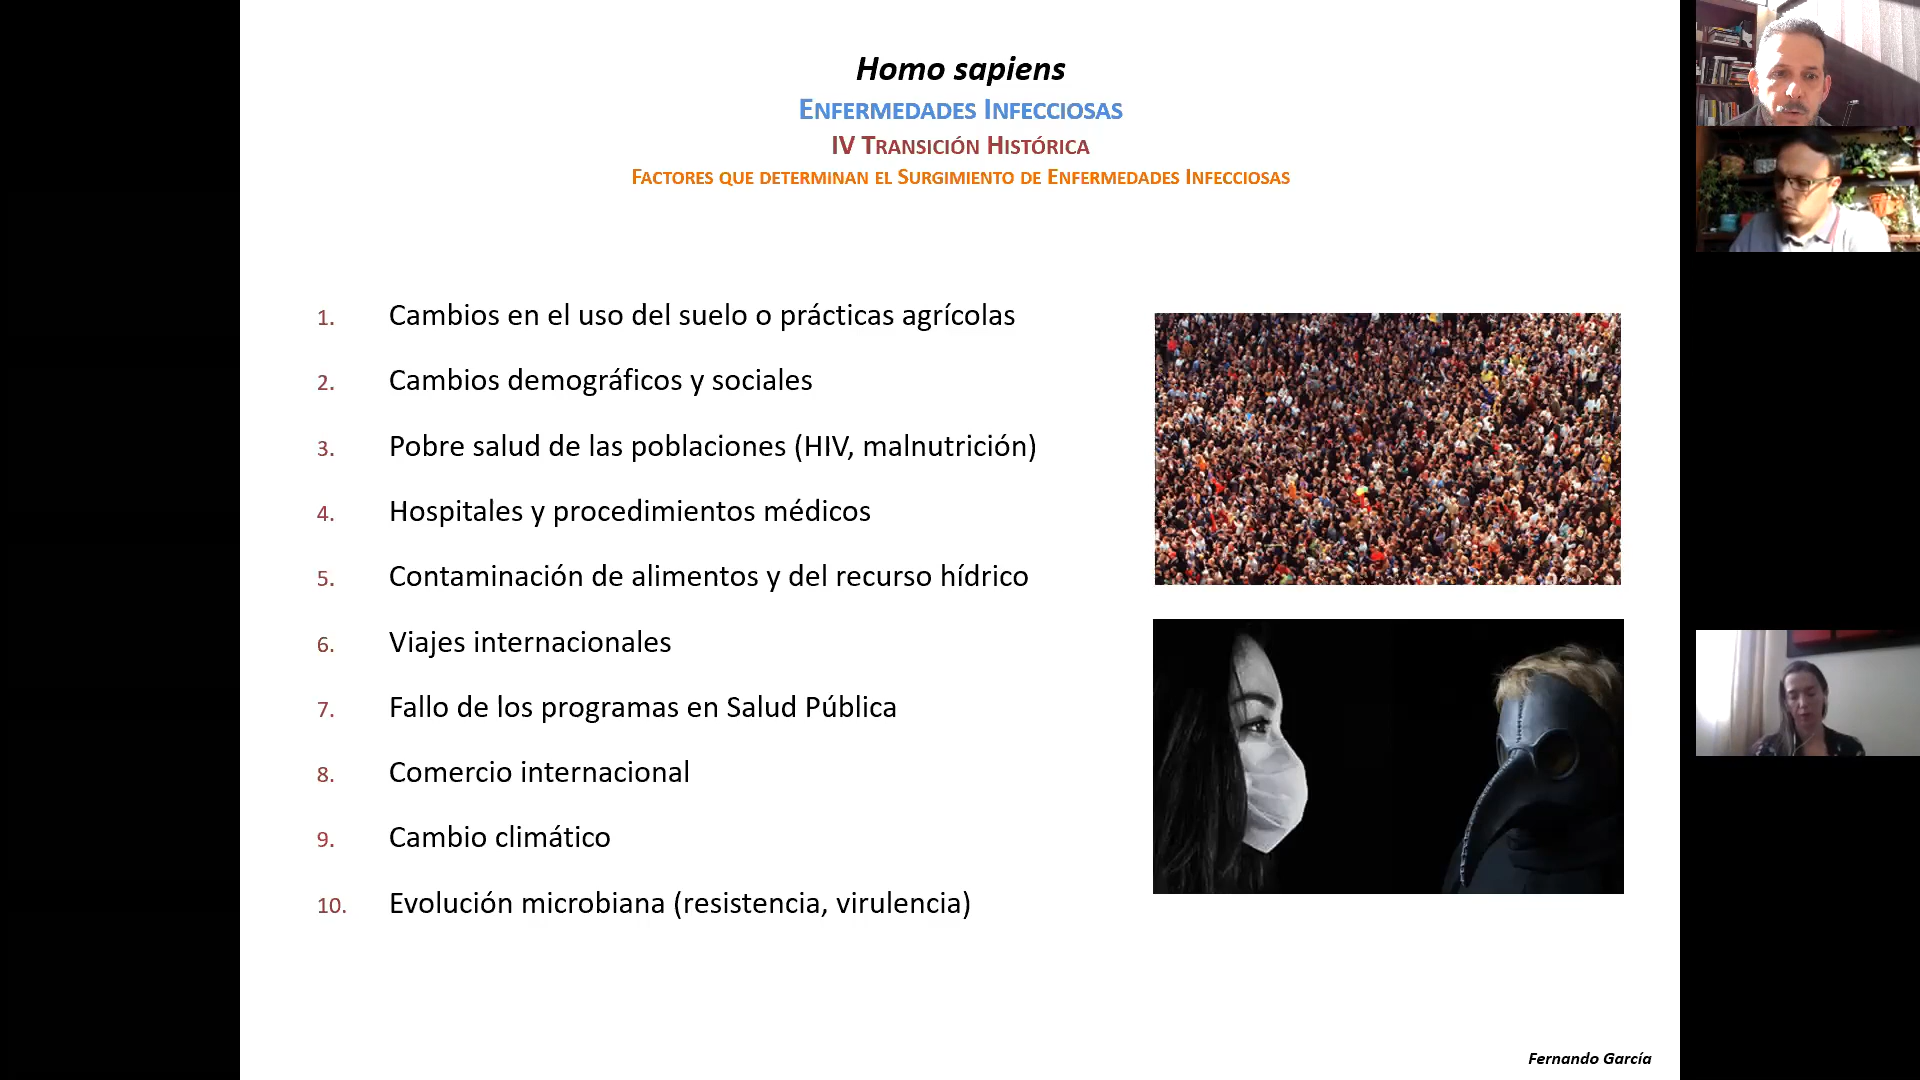 Homo sapiens
ENFERMEDADES INFECCIOSAS
IV TRANSICIÓN HISTÓRICA
FACTORES QUE DETERMINAN EL SURGIMIENTO DE ENFERMEDADES INFECCIOSAS
1. Cambios en el uso del suelo o prácticas agrícolas
2. Cambios demográficos y sociales
3. Pobre salud de las poblaciones (HIV, malnutrición)
4. Hospitales y procedimientos médicos
5. Contaminación de alimentos y del recurso hídrico
6. Viajes internacionales
7. Fallo de los programas en Salud Pública
8. Comercio internacional
9. Cambio climático
10. Evolución microbiana (resistencia, virulencia)
Fernando García